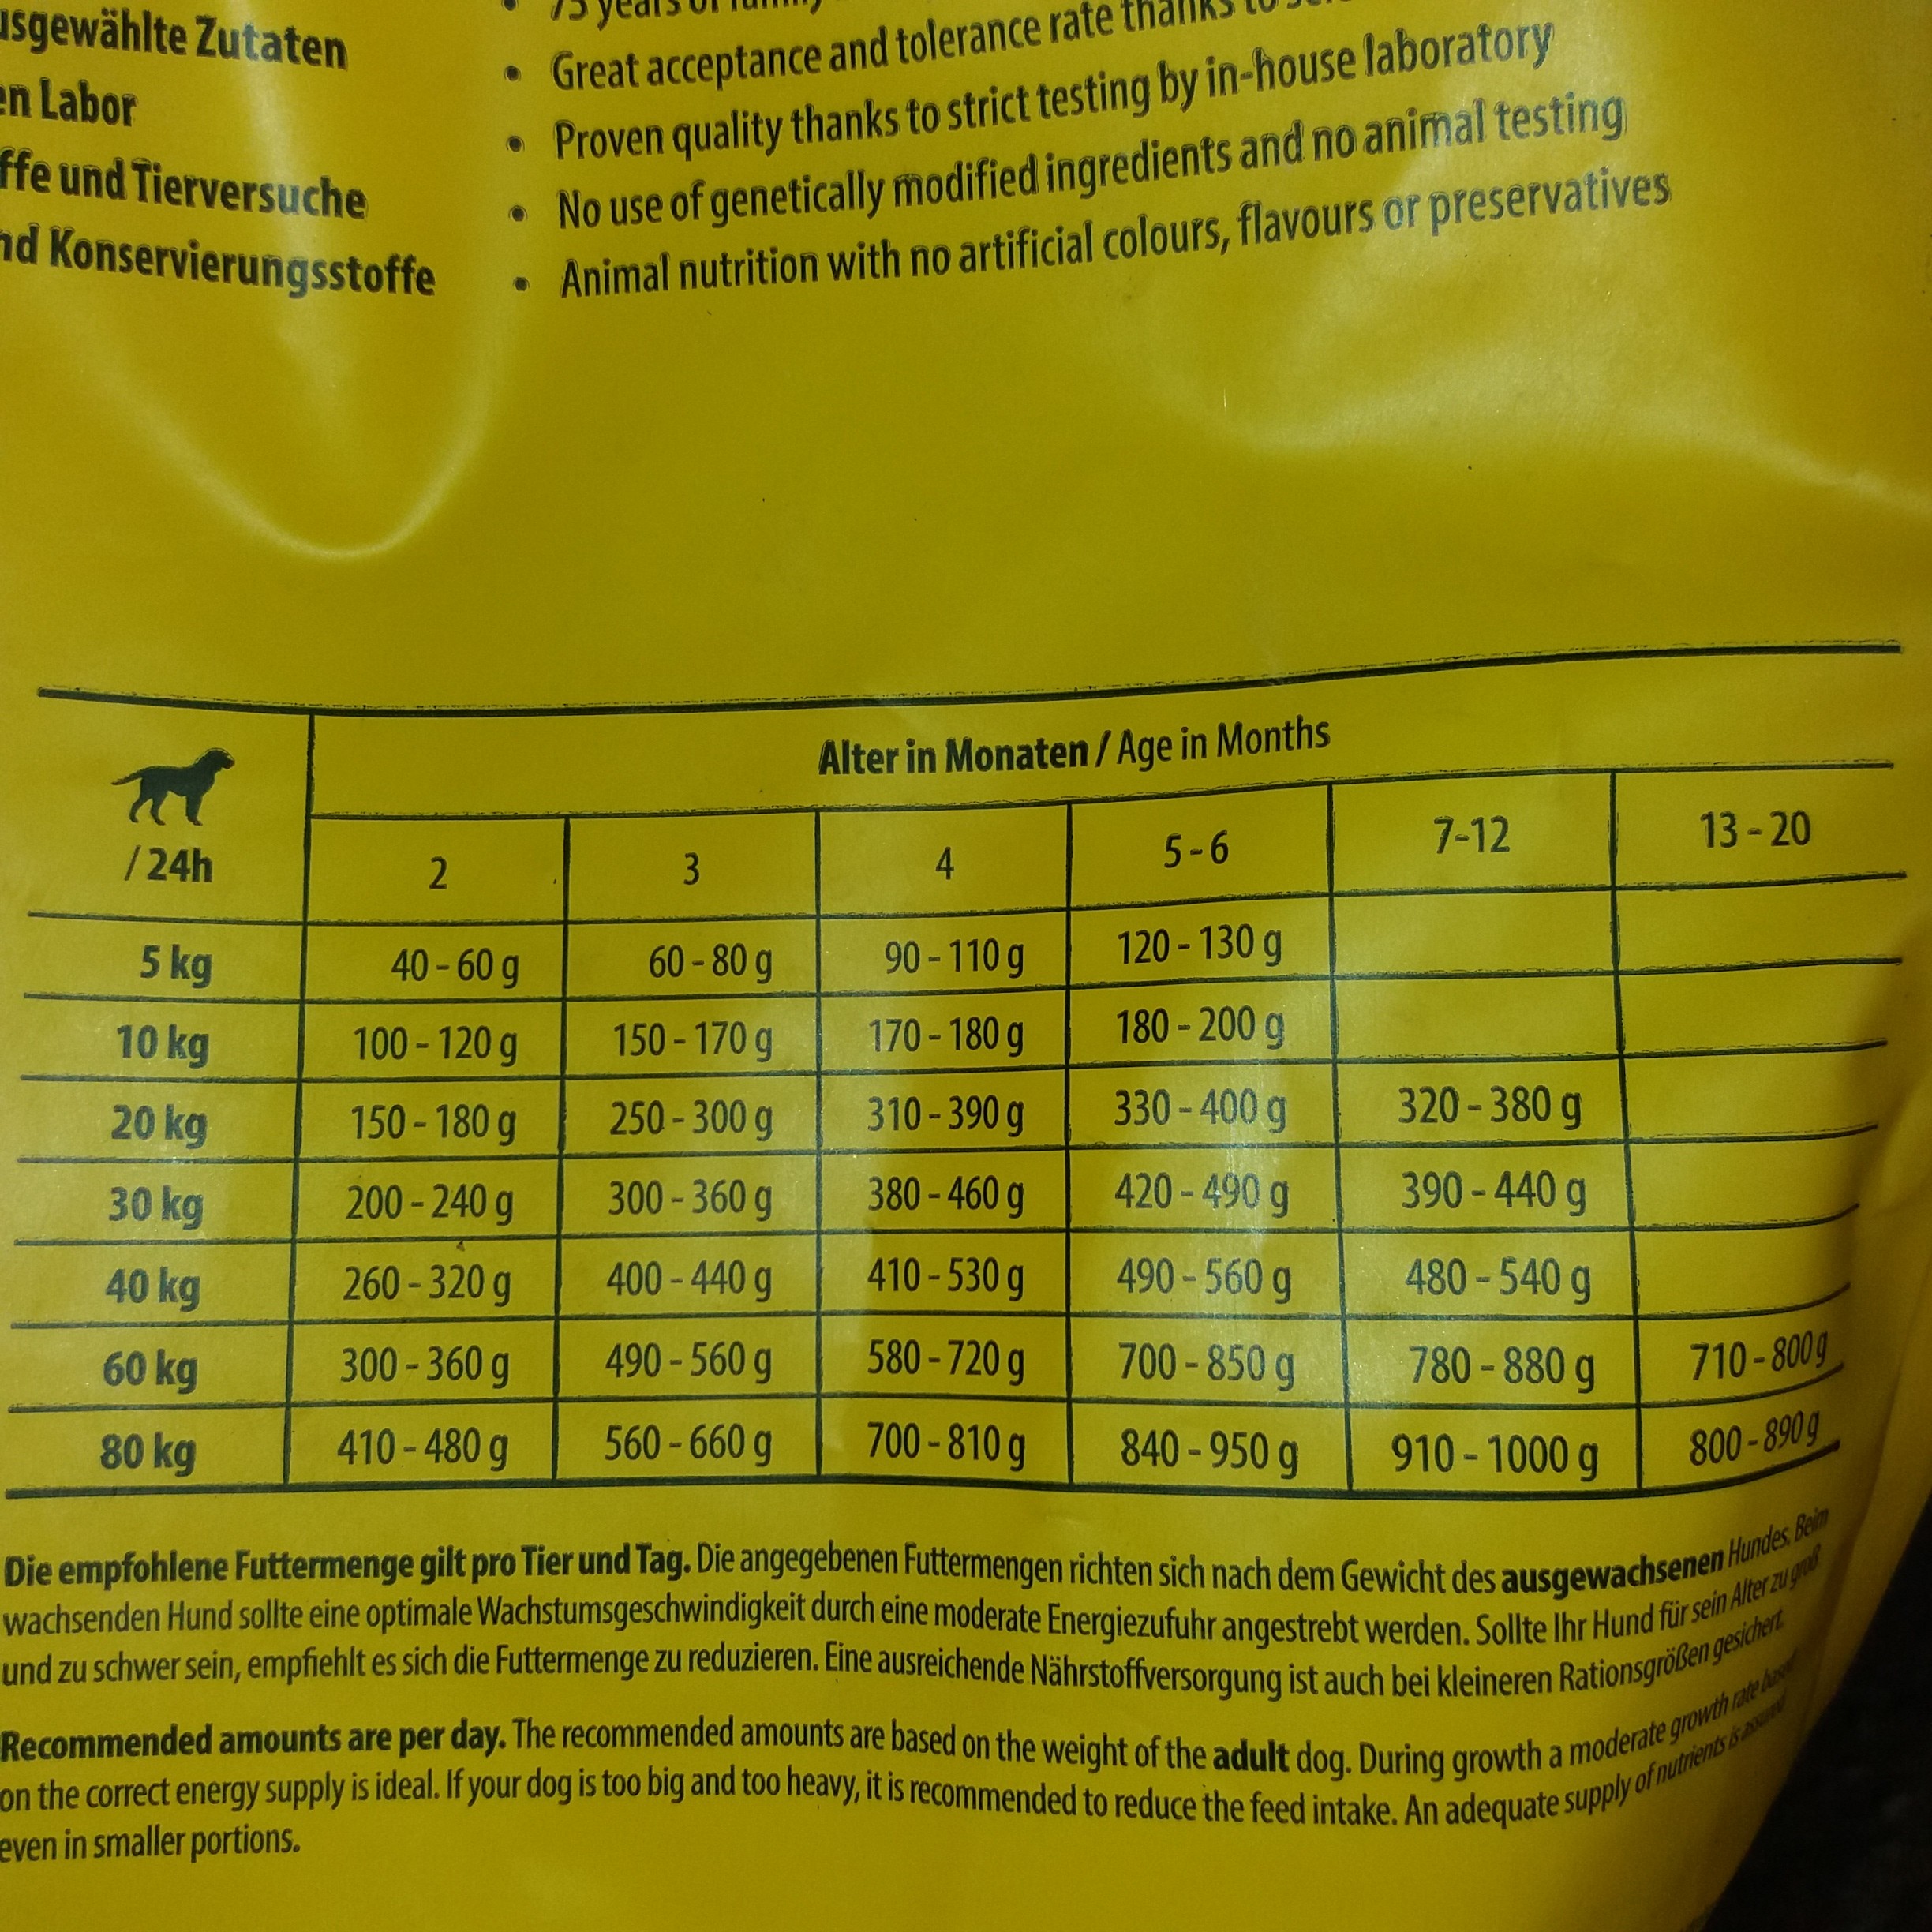 usgewählte Zutaten
en Labor
ffe und Tierversuche
nd Konservierungsstoffe
• 75 years of
• Great acceptance and tolerance rate thanks to
• Proven quality thanks to strict testing by in-house laboratory
• No use of genetically modified ingredients and no animal testing
• Animal nutrition with no artificial colours, flavours or preservatives
Alter in Monaten / Age in Months
/ 24h 2 3 4 5 - 6 7-12 13 - 20
5 kg 40 - 60 g 60 - 80 g 90 - 110 g 120 - 130 g
10 kg 100 - 120 g 150 - 170 g 170 - 180 g 180 - 200 g
20 kg 150 - 180 g 250 - 300 g 310 - 390 g 330 - 400 g 320 - 380 g
30 kg 200 - 240 g 300 - 360 g 380 - 460 g 420 - 490 g 390 - 440 g
40 kg 260 - 320 g 400 - 440 g 410 - 530 g 490 - 560 g 480 - 540 g
60 kg 300 - 360 g 490 - 560 g 580 - 720 g 700 - 850 g 780 - 880 g 710 - 800 g
80 kg 410 - 480 g 560 - 660 g 700 - 810 g 840 - 950 g 910 - 1000 g 800 - 890 g
Die empfohlene Futtermenge gilt pro Tier und Tag. Die angegebenen Futtermengen richten sich nach dem Gewicht des ausgewachsenen Hundes. Beim
wachsenden Hund sollte eine optimale Wachstumsgeschwindigkeit durch eine moderate Energiezufuhr angestrebt werden. Sollte Ihr Hund für sein Alter zu groß
und zu schwer sein, empfiehlt es sich die Futtermenge zu reduzieren. Eine ausreichende Nährstoffversorgung ist auch bei kleineren Rationsgrößen gesichert.
Recommended amounts are per day. The recommended amounts are based on the weight of the adult dog. During growth a moderate growth rate based
on the correct energy supply is ideal. If your dog is too big and too heavy, it is recommended to reduce the feed intake. An adequate supply of nutrients is assured
even in smaller portions.